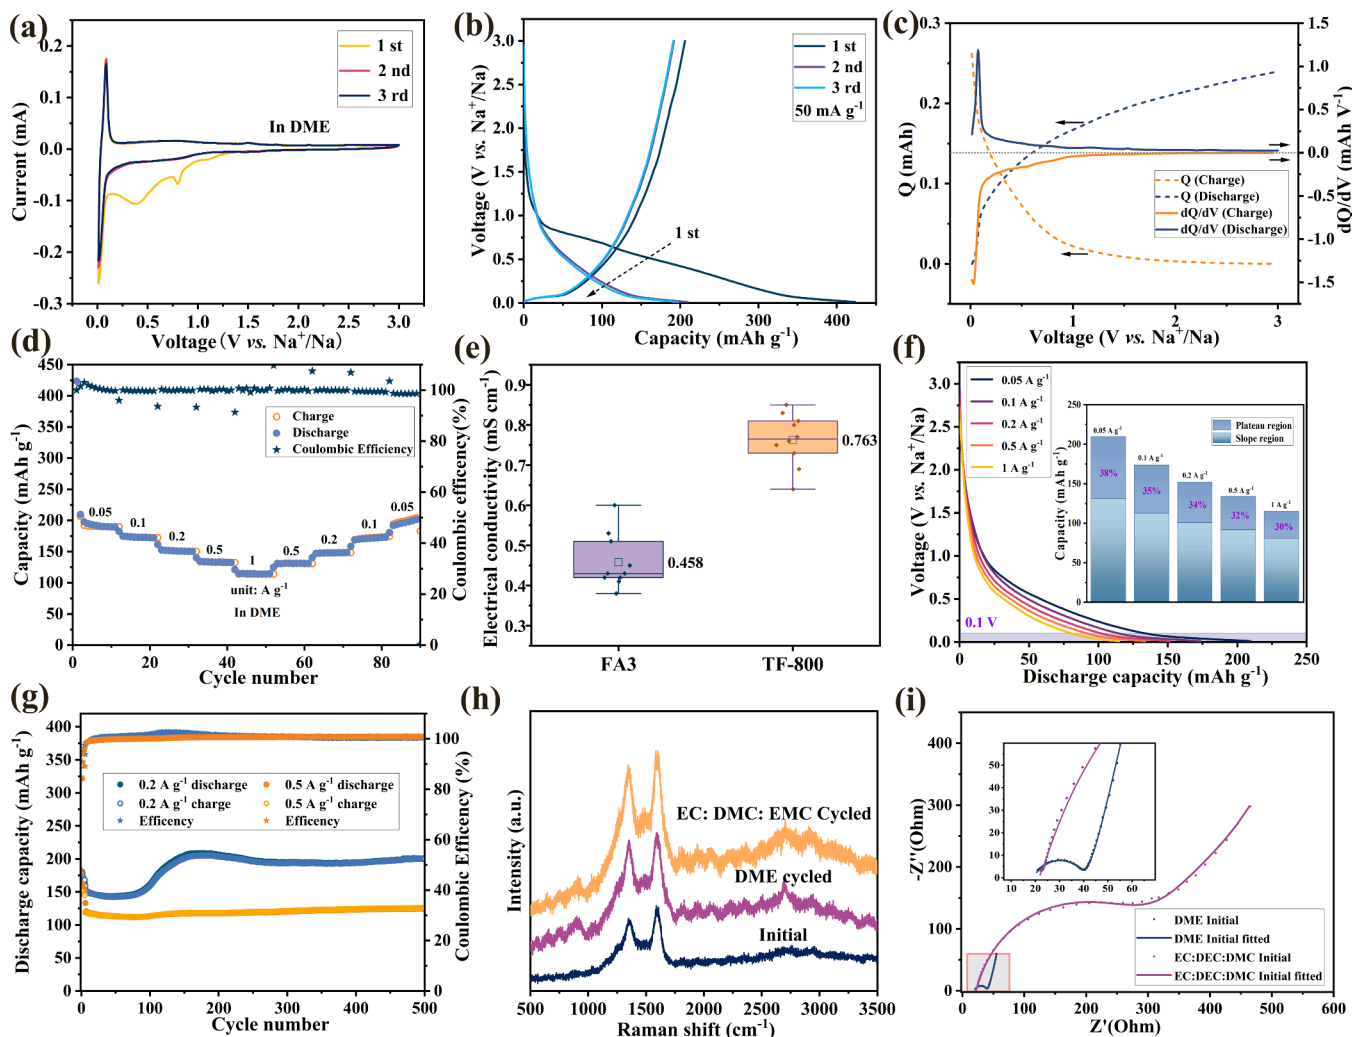 (a)
0.2
0.1
0.0
-0.1
-0.2
-0.3
Current (mA)
1 st
2 nd
3 rd
In DME
0.0 0.5 1.0 1.5 2.0 2.5 3.0
Voltage (V vs. Na+/Na)
(b)
3.0
2.5
2.0
1.5
1.0
0.5
0.0
Voltage (V vs. Na+/Na)
1 st
2 nd
3 rd
50 mA g-1
1 st
0 100 200 300 400
Capacity (mAh g-1)
(c)
0.3
0.2
0.1
0.0
Q (mAh)
1.5
1.0
0.5
0.0
-0.5
-1.0
-1.5
dQ/dV (mAh V-1)
Q (Charge)
Q (Discharge)
dQ/dV (Charge)
dQ/dV (Discharge)
0 1 2 3
Voltage (V vs. Na+/Na)
(d)
450
400
350
300
250
200
150
100
50
0
Capacity (mAh g-1)
100
80
60
40
20
0
Coulombic efficency(%)
Charge
Discharge
Coulombic Efficiency
0.05
0.1
0.2
0.5
1
0.5
0.2
0.1
0.05
unit: A g-1
In DME
0 20 40 60 80
Cycle number
(e)
0.9
0.8
0.7
0.6
0.5
0.4
0.3
Electrical conductivity (mS cm-1)
0.458
0.763
FA3 TF-800
(f)
3.0
2.5
2.0
1.5
1.0
0.5
0.0
Voltage (V vs. Na+/Na)
0.05 A g-1
0.1 A g-1
0.2 A g-1
0.5 A g-1
1 A g-1
0.1 V
250
200
150
100
50
0
Capacity (mAh g-1)
Plateau region
Slope region
0.05 A g-1
0.1 A g-1
0.2 A g-1
0.5 A g-1
1 A g-1
38%
35%
34%
32%
30%
0 50 100 150 200 250
Discharge capacity (mAh g-1)
(g)
400
350
300
250
200
150
100
50
0
Discharge capacity (mAh g-1)
100
80
60
40
20
0
Coulombic Efficency (%)
0.2 A g-1 discharge 0.5 A g-1 discharge
0.2 A g-1 charge 0.5 A g-1 charge
Efficency Efficency
0 100 200 300 400 500
Cycle number
(h)
Intensity (a.u.)
EC: DMC: EMC Cycled
DME cycled
Initial
500 1000 1500 2000 2500 3000 3500
Raman shift (cm-1)
(i)
400
300
200
100
0
-Z''(Ohm)
60
50
40
30
20
10
0
10 20 30 40 50 60
DME Initial
DME Initial fitted
EC:DEC:DMC Initial
EC:DEC:DMC Initial fitted
0 100 200 300 400 500 600
Z'(Ohm)